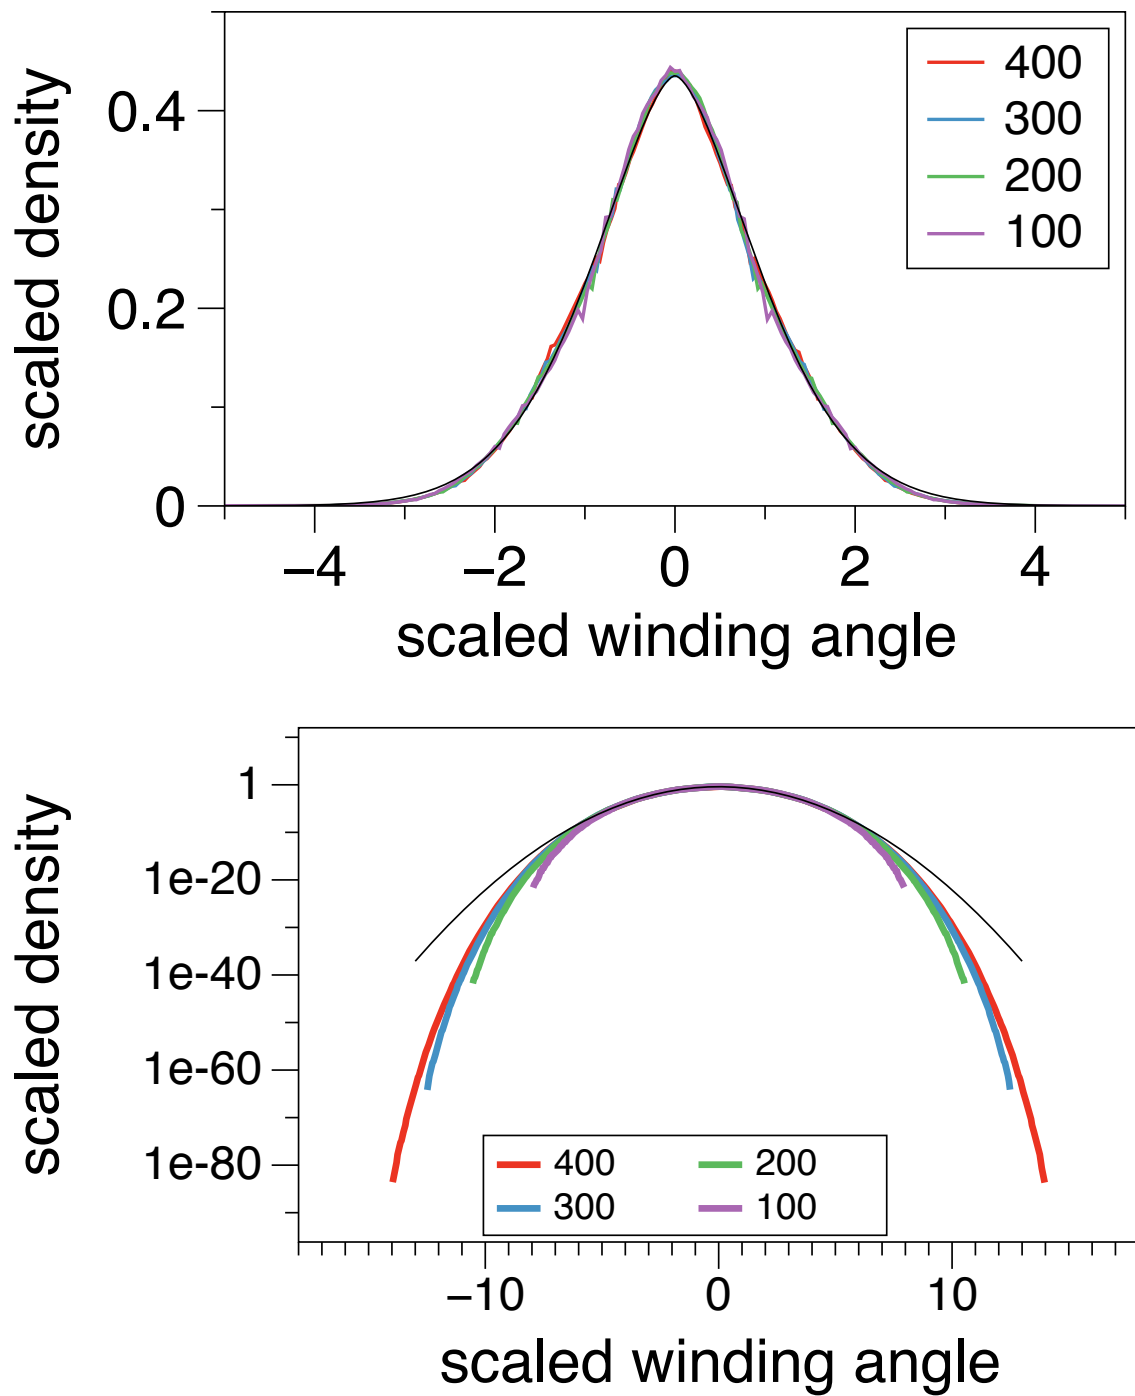 scaled density
0.4
0.2
0
400
300
200
100
−4 −2 0 2 4
scaled winding angle
scaled density
1
1e-20
1e-40
1e-60
1e-80
400 200
300 100
−10 0 10
scaled winding angle